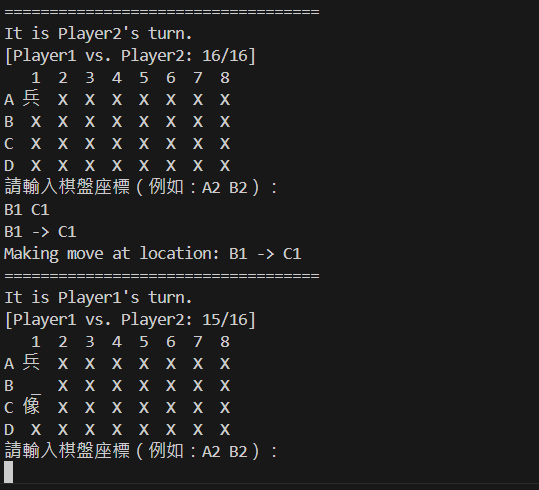 ===================================
It is Player2's turn.
[Player1 vs. Player2: 16/16]
   1  2  3  4  5  6  7  8
A 兵  X  X  X  X  X  X  X
B  X  X  X  X  X  X  X  X
C  X  X  X  X  X  X  X  X
D  X  X  X  X  X  X  X  X
請輸入棋盤座標(例如:A2 B2):
B1 C1
B1 -> C1
Making move at location: B1 -> C1
===================================
It is Player1's turn.
[Player1 vs. Player2: 15/16]
   1  2  3  4  5  6  7  8
A 兵  X  X  X  X  X  X  X
B  _  X  X  X  X  X  X  X
C 像  X  X  X  X  X  X  X
D  X  X  X  X  X  X  X  X
請輸入棋盤座標(例如:A2 B2):